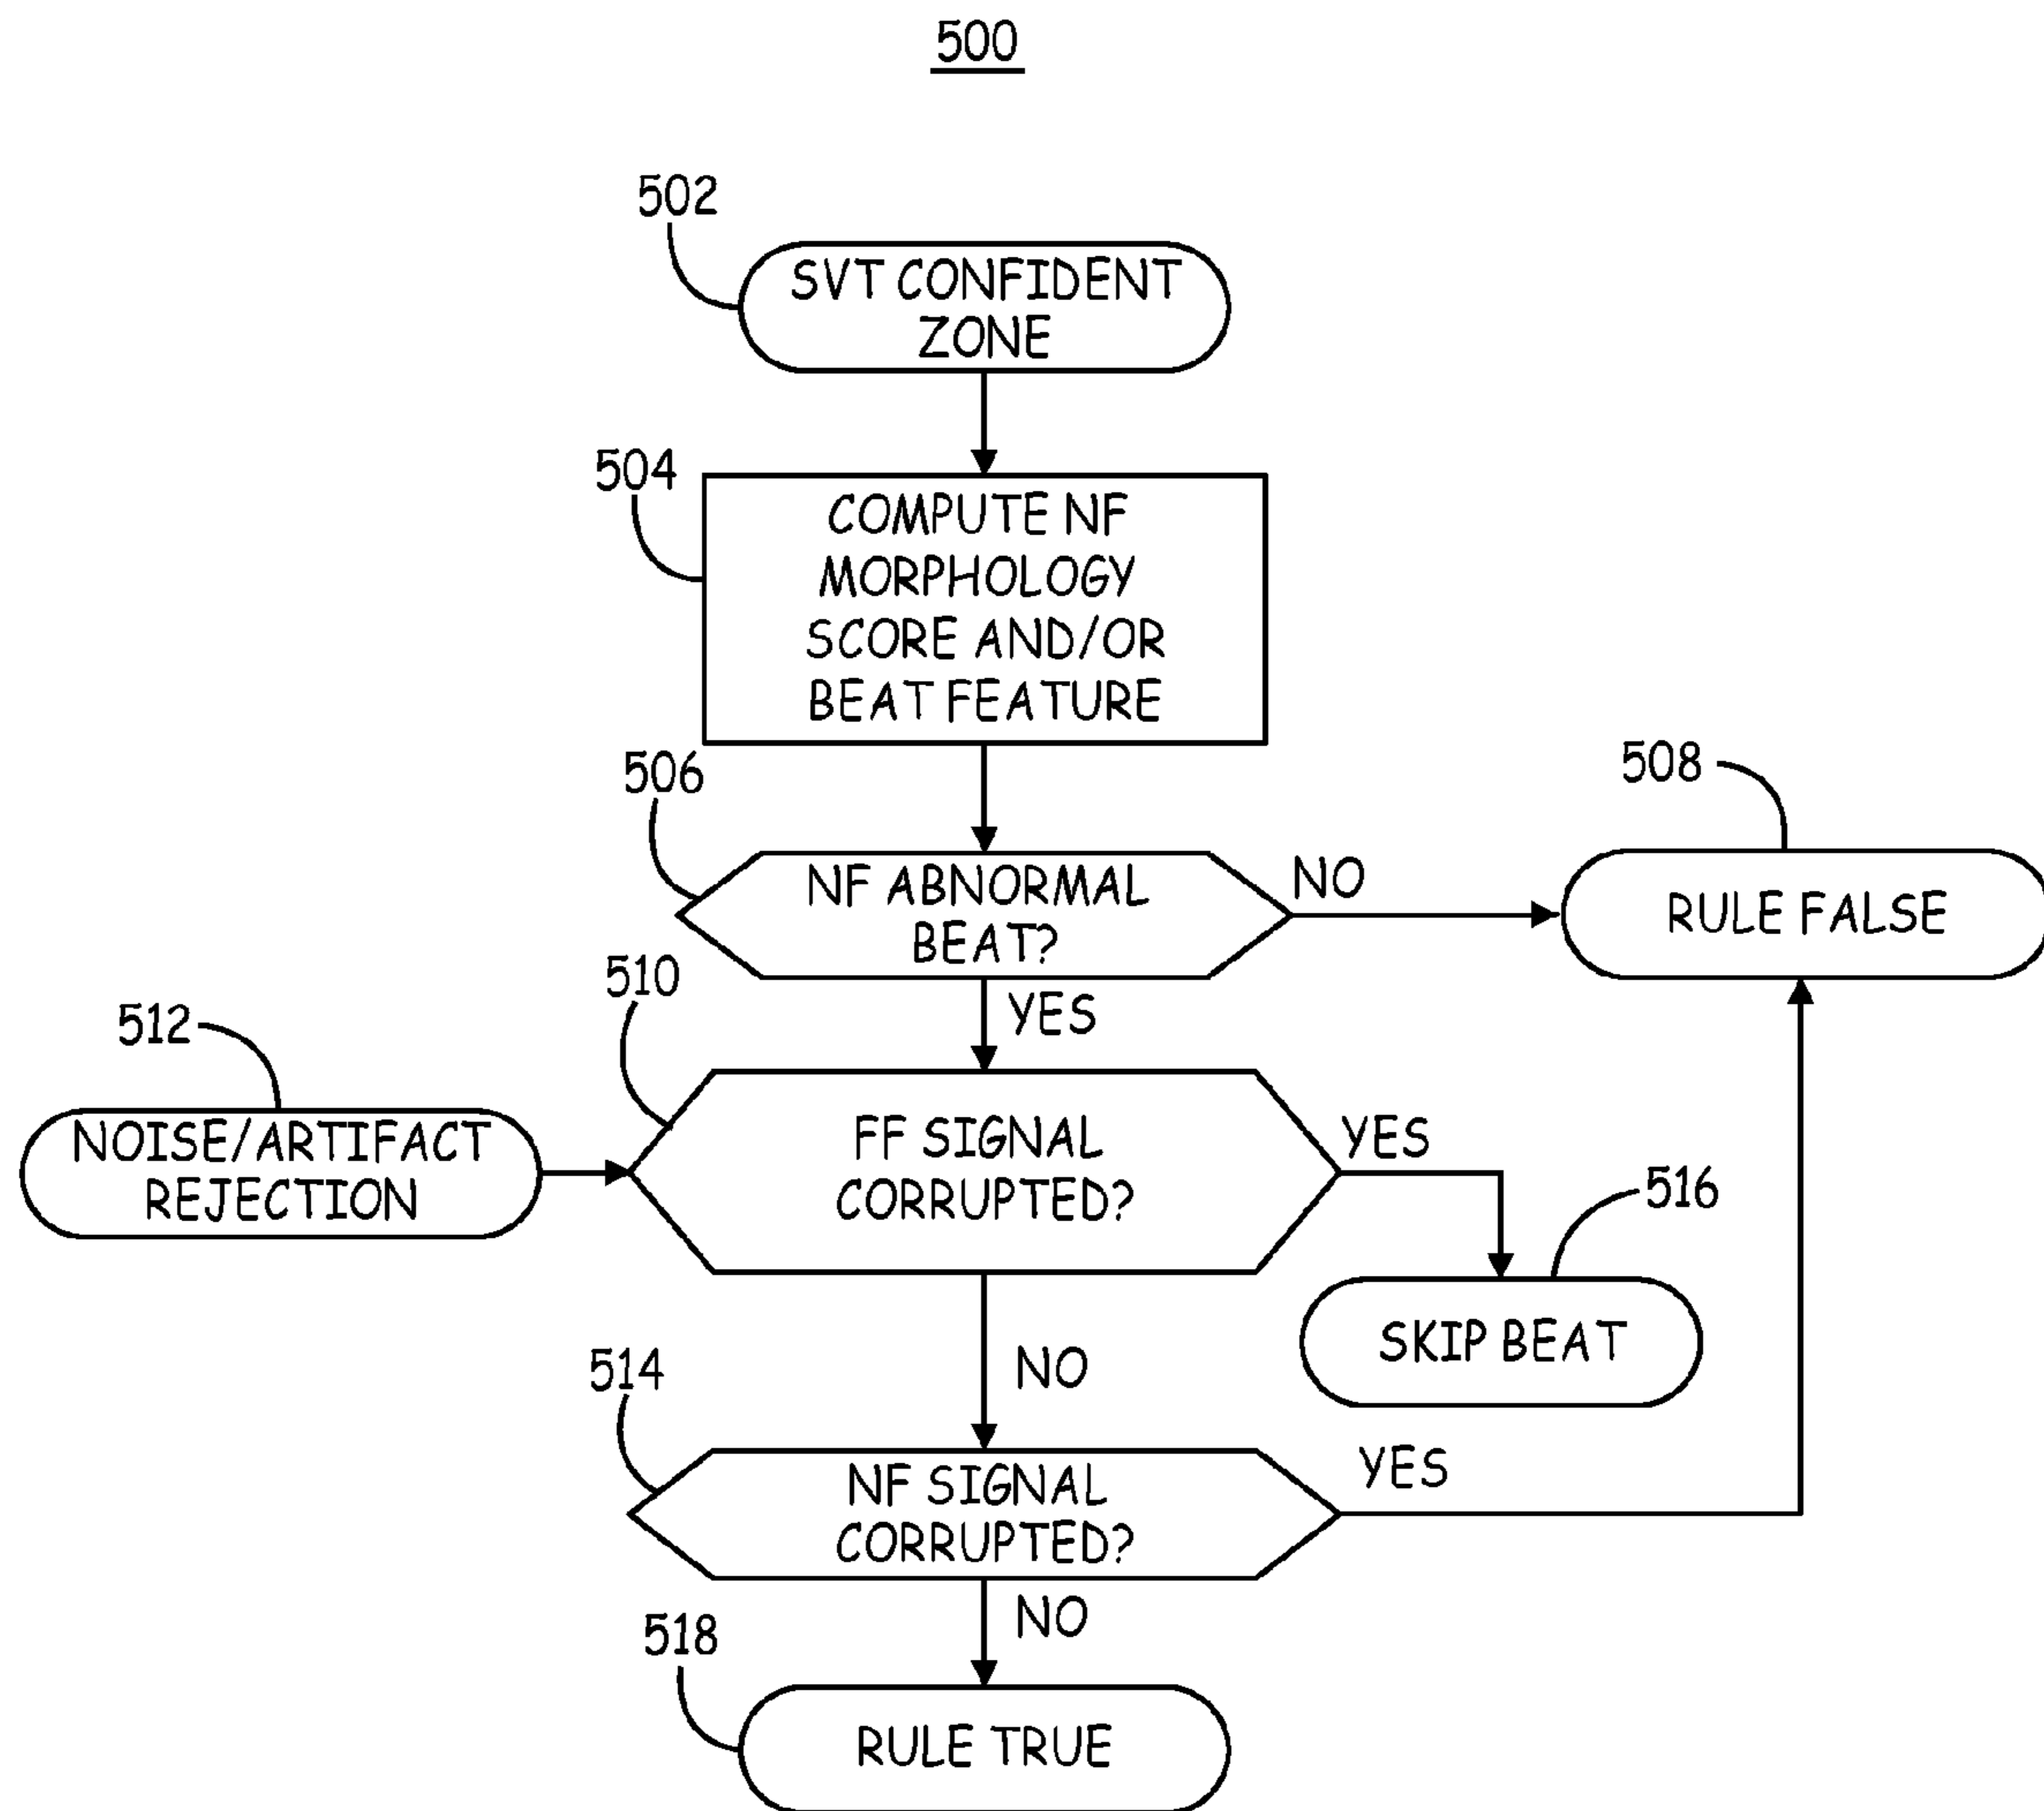 500
502
SVT CONFIDENT
ZONE
504
COMPUTE NF
MORPHOLOGY
SCORE AND/OR
BEAT FEATURE
506
508
NF ABNORMAL
BEAT?
NO
RULE FALSE
510
YES
512
NOISE/ARTIFACT
REJECTION
FF SIGNAL
CORRUPTED?
YES
516
SKIP BEAT
NO
514
NF SIGNAL
CORRUPTED?
YES
NO
518
RULE TRUE